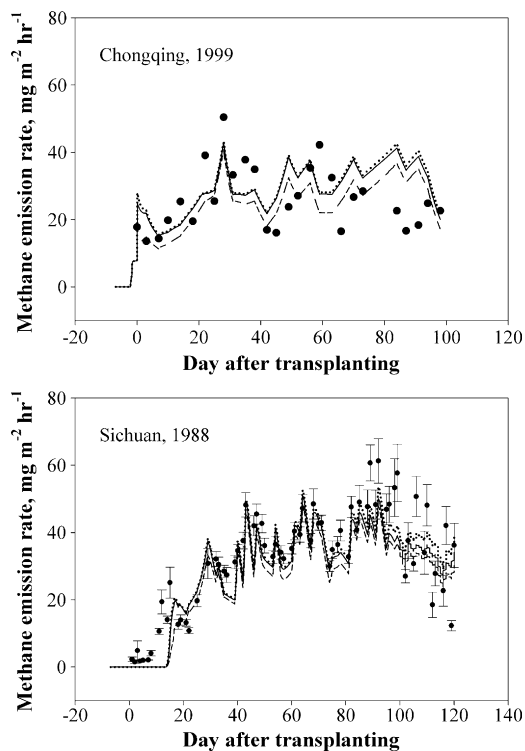 80
60
40
20
0
Chongqing, 1999
Methane emission rate, mg m⁻² hr⁻¹
-20 0 20 40 60 80 100 120
Day after transplanting
80
60
40
20
0
Sichuan, 1988
Methane emission rate, mg m⁻² hr⁻¹
-20 0 20 40 60 80 100 120 140
Day after transplanting